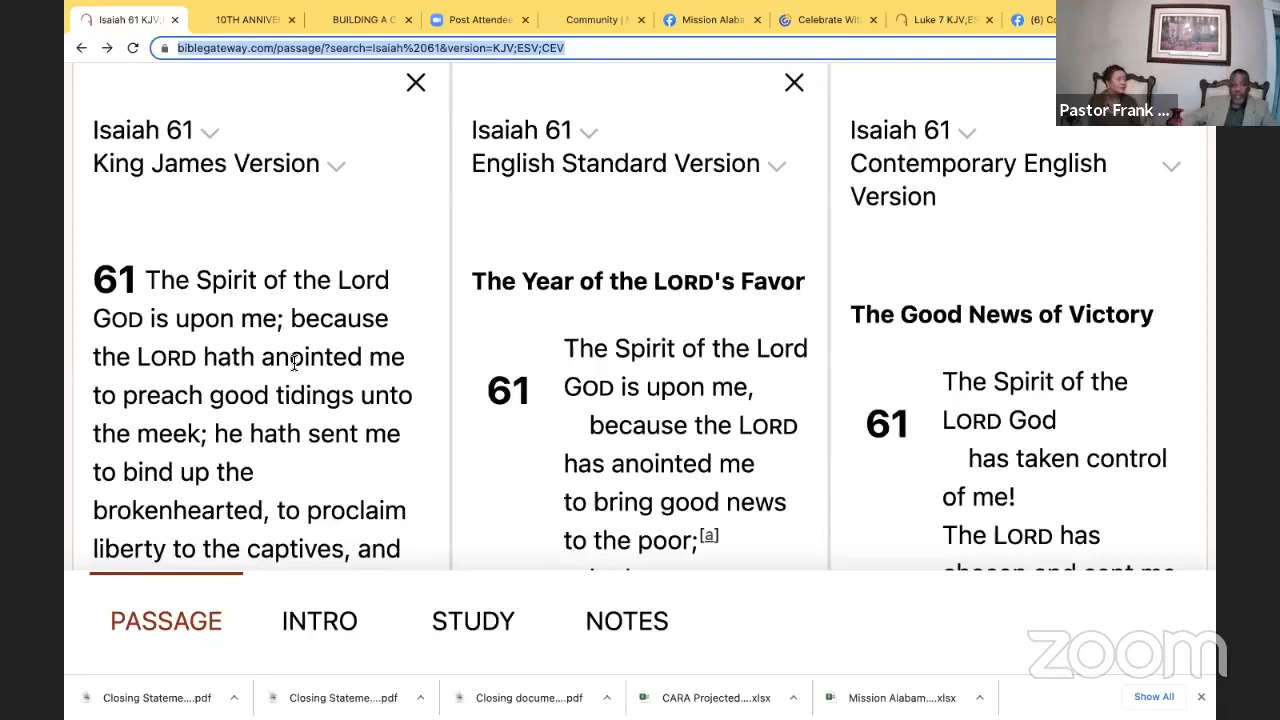 Isaiah 61 KJV;
10TH ANNIVE
BUILDING A C
Post Attendee
Community |
Mission Alaba
Celebrate Wit
Luke 7 KJV;ES
(6) Co
biblegateway.com/passage/?search=Isaiah%2061&version=KJV;ESV;CEV
Pastor Frank ...
Isaiah 61
King James Version
61 The Spirit of the Lord
GOD is upon me; because
the LORD hath anointed me
to preach good tidings unto
the meek; he hath sent me
to bind up the
brokenhearted, to proclaim
liberty to the captives, and
Isaiah 61
English Standard Version
The Year of the LORD's Favor
The Spirit of the Lord
61 GOD is upon me,
because the LORD
has anointed me
to bring good news
to the poor;[a]
Isaiah 61
Contemporary English
Version
The Good News of Victory
The Spirit of the
61 LORD God
has taken control
of me!
The LORD has
chosen and sent me
PASSAGE INTRO STUDY NOTES
zoom
Closing Stateme....pdf
Closing Stateme....pdf
Closing docume....pdf
CARA Projected....xlsx
Mission Alabam....xlsx
Show All